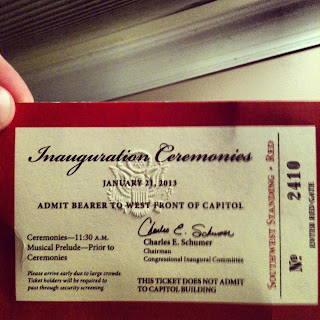 Inauguration Ceremonies
JANUARY 21, 2013
ADMIT BEARER TO WEST FRONT OF CAPITOL
Ceremonies—11:30 A.M.
Musical Prelude—Prior to
Ceremonies
Please arrive early due to large crowds.
Ticket holders will be required to
pass through security screening.
Charles E. Schumer
Charles E. Schumer
Chairman
Congressional Inaugural Committee
THIS TICKET DOES NOT ADMIT
TO CAPITOL BUILDING
SOUTHWEST STANDING - RED
No 2410
ENTER RED GATE